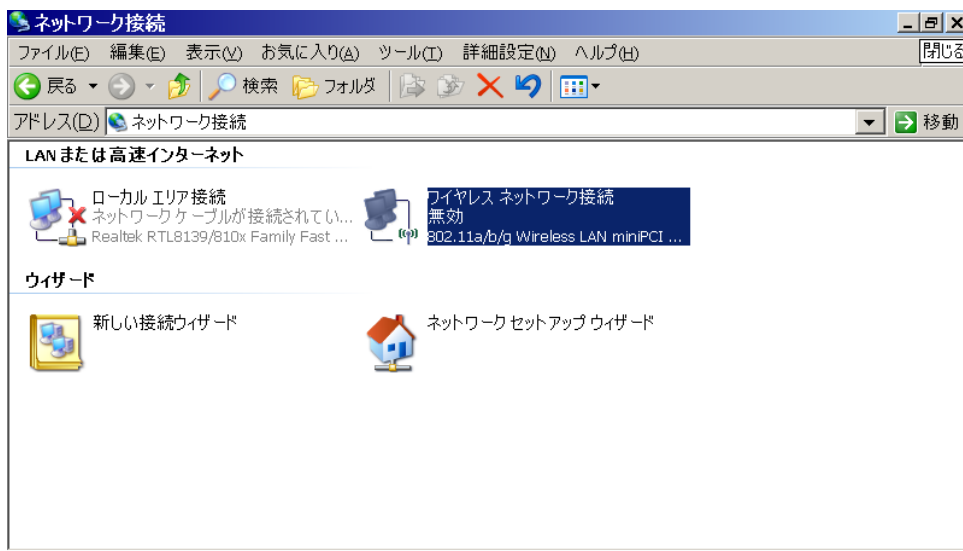 ネットワーク接続
ファイル(F) 編集(E) 表示(V) お気に入り(A) ツール(T) 詳細設定(N) ヘルプ(H)
閉じる
戻る 検索 フォルダ
アドレス(D) ネットワーク接続 移動
LAN または高速インターネット
ローカル エリア接続
ネットワーク ケーブルが接続されてい...
Realtek RTL8139/810x Family Fast ...
ワイヤレス ネットワーク接続
無効
802.11a/b/g Wireless LAN miniPCI ...
ウィザード
新しい接続ウィザード
ネットワーク セットアップ ウィザード